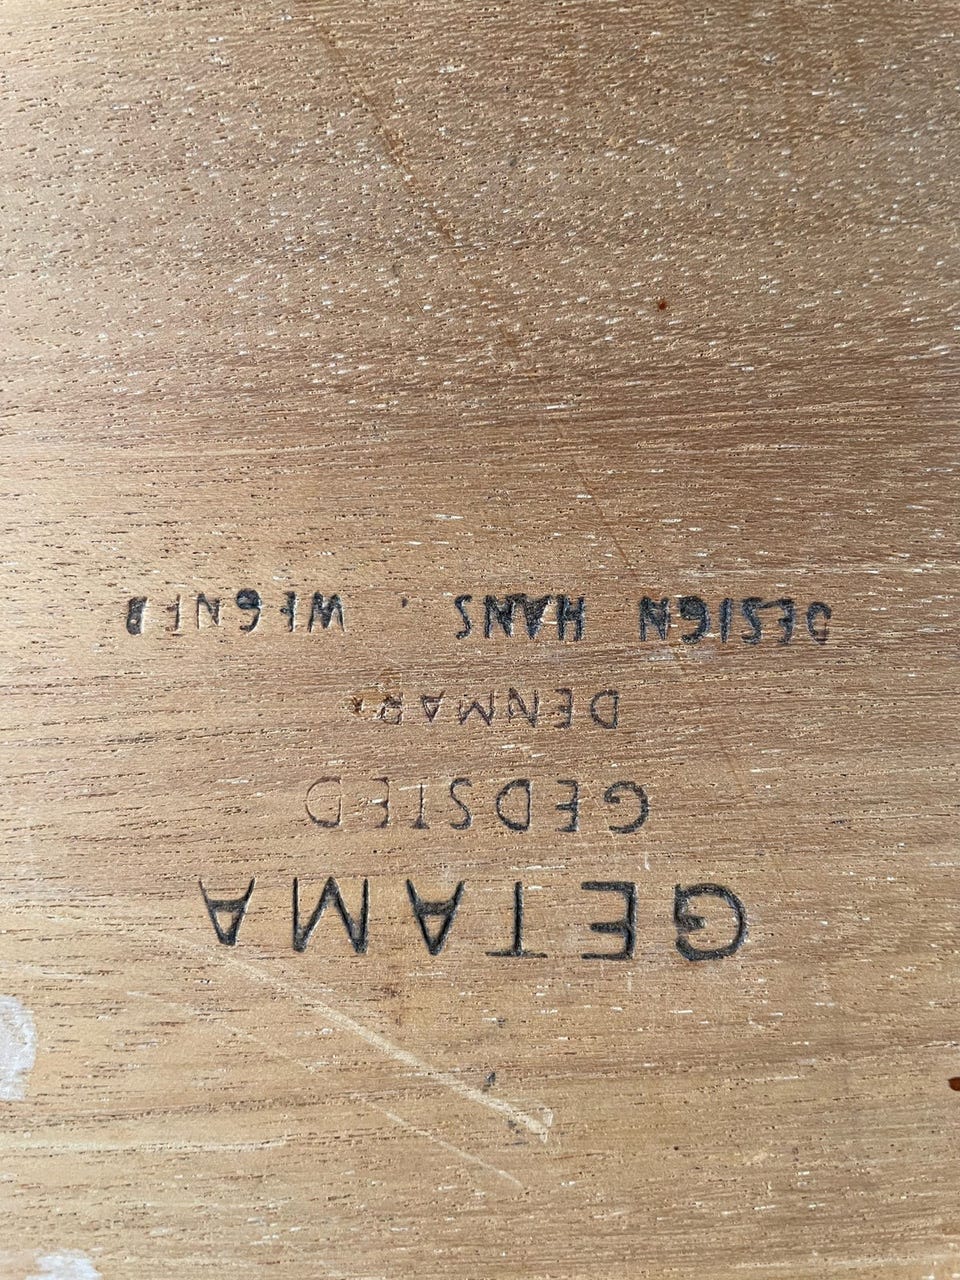 GETAMA
GEDSTED
DENMARK
DESIGN HANS. WEGNER